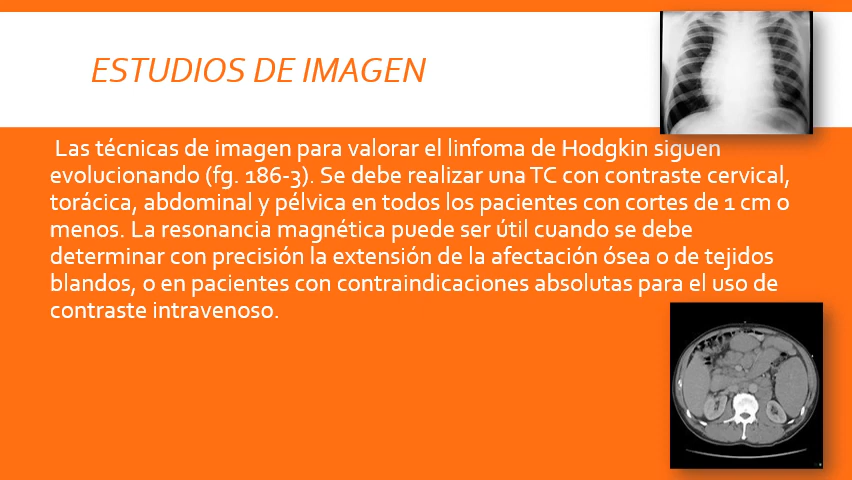 ESTUDIOS DE IMAGEN
Las técnicas de imagen para valorar el linfoma de Hodgkin siguen
evolucionando (fg. 186-3). Se debe realizar una TC con contraste cervical,
torácica, abdominal y pélvica en todos los pacientes con cortes de 1 cm o
menos. La resonancia magnética puede ser útil cuando se debe
determinar con precisión la extensión de la afectación ósea o de tejidos
blandos, o en pacientes con contraindicaciones absolutas para el uso de
contraste intravenoso.